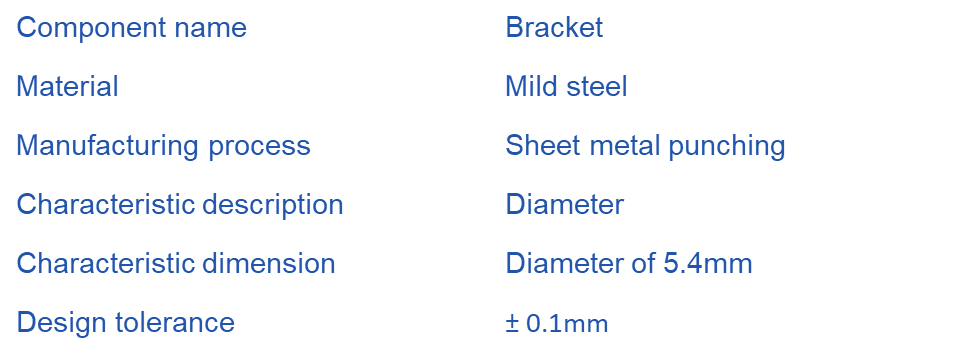 Component name Bracket
Material Mild steel
Manufacturing process Sheet metal punching
Characteristic description Diameter
Characteristic dimension Diameter of 5.4mm
Design tolerance ± 0.1mm